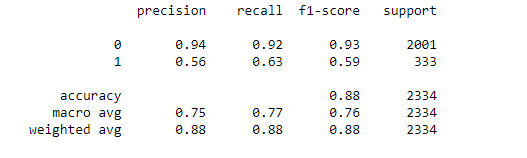 precision recall f1-score support
0 0.94 0.92 0.93 2001
1 0.56 0.63 0.59 333
accuracy 0.88 2334
macro avg 0.75 0.77 0.76 2334
weighted avg 0.88 0.88 0.88 2334